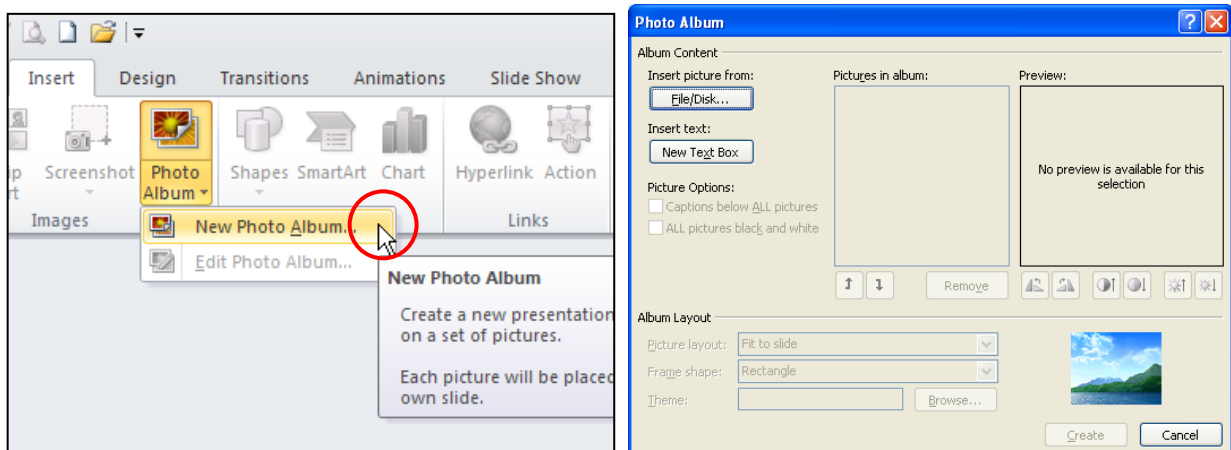 Insert Design Transitions Animations Slide Show
Screenshot
Photo Album
Shapes SmartArt Chart
Hyperlink Action
Images
Links
New Photo Album...
Edit Photo Album...
New Photo Album
Create a new presentation
on a set of pictures.
Each picture will be placed
own slide.
Photo Album
Album Content
Insert picture from:
File/Disk...
Insert text:
New Text Box
Picture Options:
Captions below ALL pictures
ALL pictures black and white
Pictures in album:
Remove
Preview:
No preview is available for this
selection
Album Layout
Picture layout: Fit to slide
Frame shape: Rectangle
Theme:
Browse...
Create
Cancel